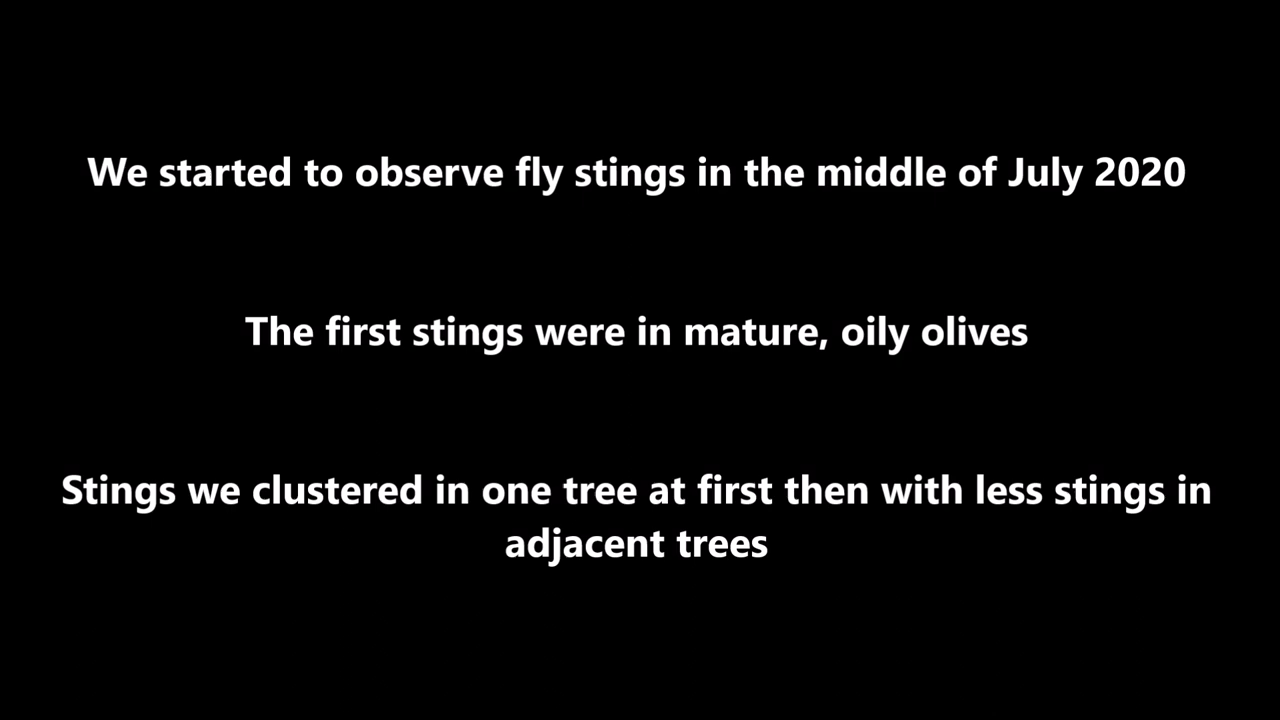 We started to observe fly stings in the middle of July 2020
The first stings were in mature, oily olives
Stings we clustered in one tree at first then with less stings in
adjacent trees